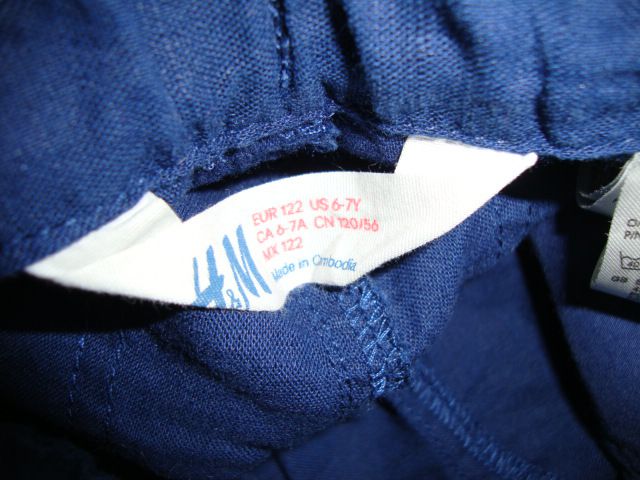 EUR 122 US 6-7Y
CA 6-7A CN 120/56
MX 122
H&M
Made in Cambodia